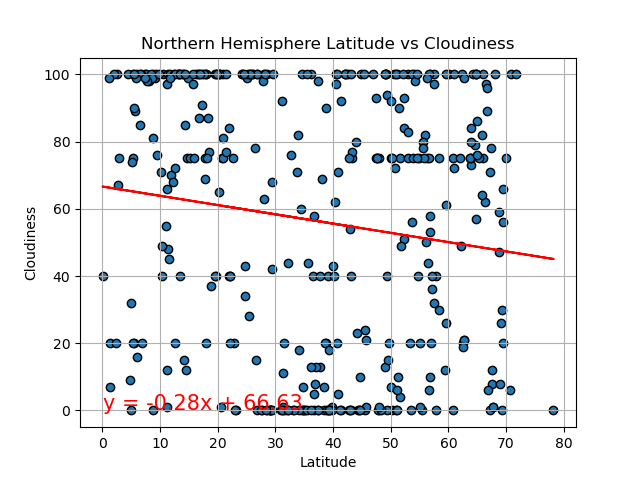 Northern Hemisphere Latitude vs Cloudiness
100
80
60
40
20
0
Cloudiness
y = -0.28x + 66.63
0 10 20 30 40 50 60 70 80
Latitude